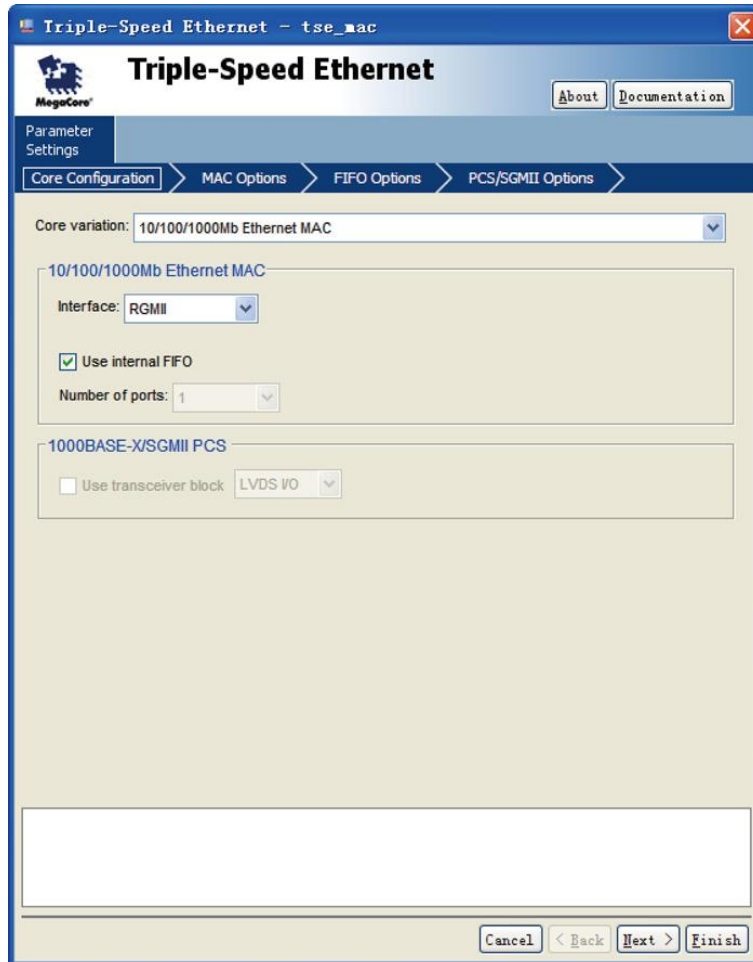 Triple-Speed Ethernet - tse_mac
MegaCore®
Triple-Speed Ethernet
About
Documentation
Parameter
Settings
Core Configuration
MAC Options
FIFO Options
PCS/SGMII Options
Core variation: 10/100/1000Mb Ethernet MAC
10/100/1000Mb Ethernet MAC
Interface: RGMII
Use internal FIFO
Number of ports: 1
1000BASE-X/SGMII PCS
Use transceiver block LVDS I/O
Cancel
< Back
Next >
Finish